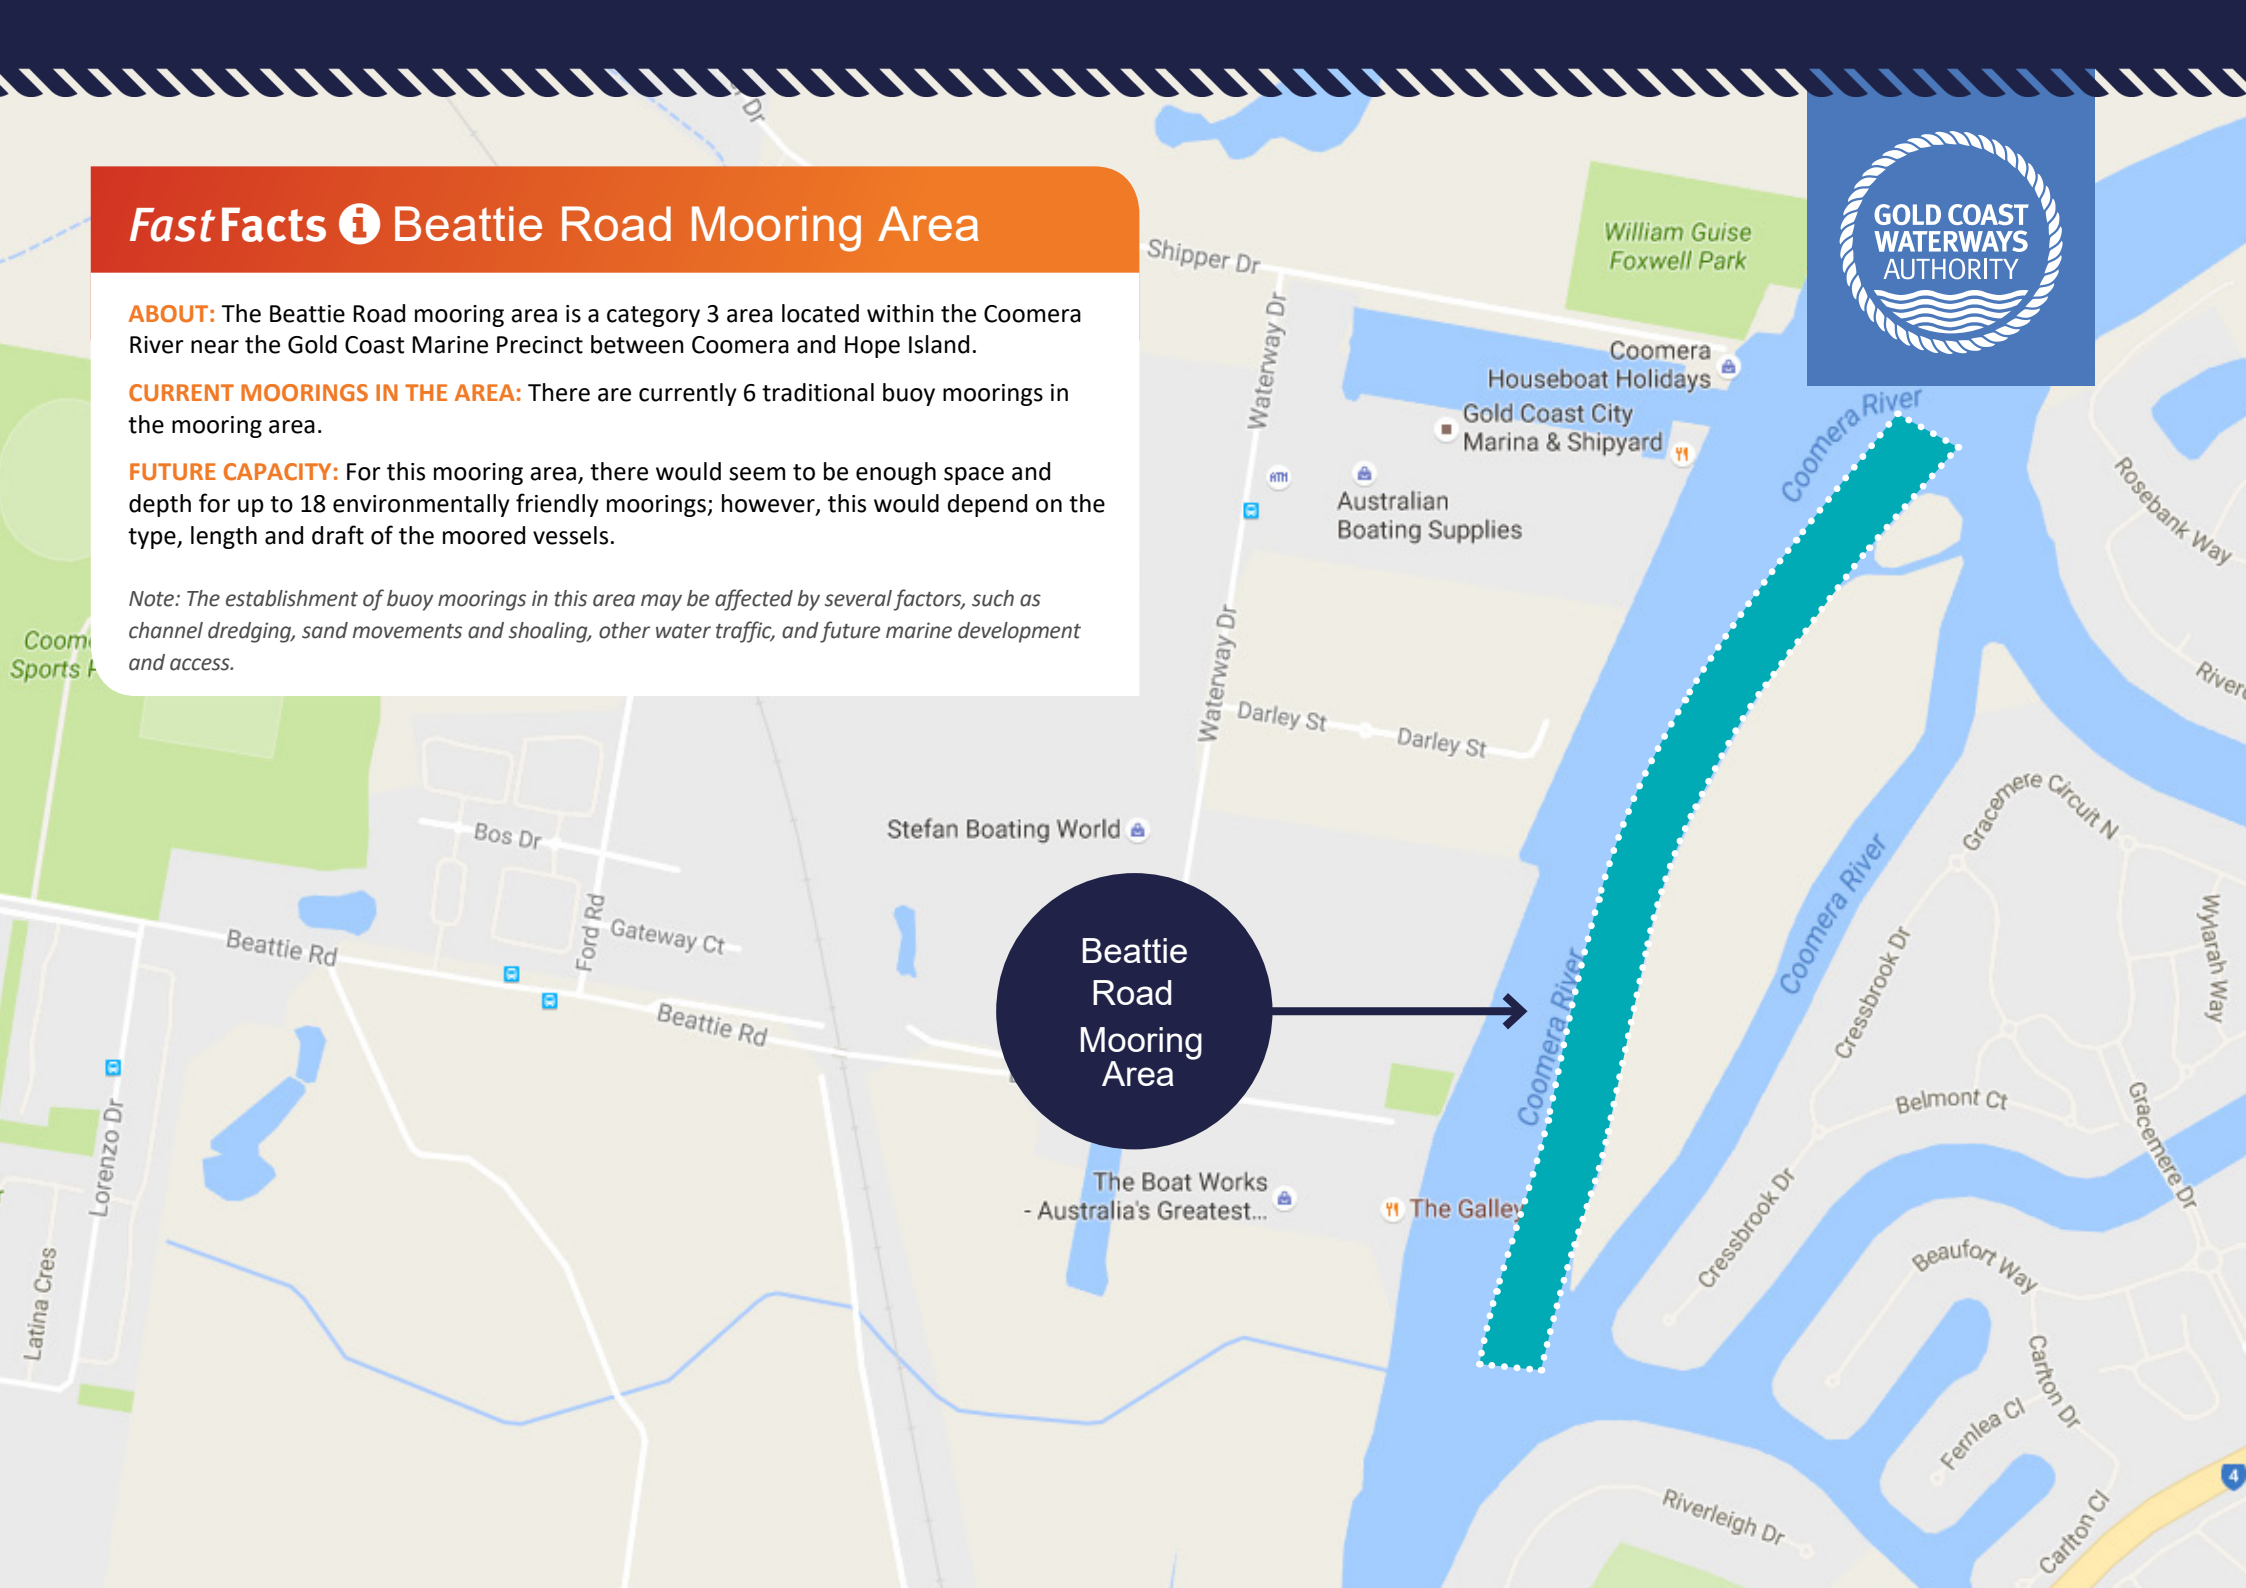 FastFacts i Beattie Road Mooring Area
ABOUT: The Beattie Road mooring area is a category 3 area located within the Coomera
River near the Gold Coast Marine Precinct between Coomera and Hope Island.
CURRENT MOORINGS IN THE AREA: There are currently 6 traditional buoy moorings in
the mooring area.
FUTURE CAPACITY: For this mooring area, there would seem to be enough space and
depth for up to 18 environmentally friendly moorings; however, this would depend on the
type, length and draft of the moored vessels.
Note: The establishment of buoy moorings in this area may be affected by several factors, such as
channel dredging, sand movements and shoaling, other water traffic, and future marine development
and access.
GOLD COAST
WATERWAYS
AUTHORITY
Dr
Shipper Dr
William Guise
Foxwell Park
Waterway Dr
Coomera
Houseboat Holidays
Gold Coast City
Marina & Shipyard
ATM
Australian
Boating Supplies
Coomera River
Rosebank Way
Waterway Dr
Darley St
Darley St
Coom
Sports
Stefan Boating World
Bos Dr
Ford Rd
Gateway Ct
Beattie Rd
Beattie Rd
Beattie
Road
Mooring
Area
Coomera River
Coomera River
Gracemere Circuit N
Cressbrook Dr
Wylarah Way
Belmont Ct
Gracemere Dr
The Boat Works
- Australia's Greatest...
The Galley
Cressbrook Dr
Beaufort Way
Carlton Dr
Fernlea Cl
Carlton Cl
Riverleigh Dr
4
Lorenzo Dr
Latina Cres